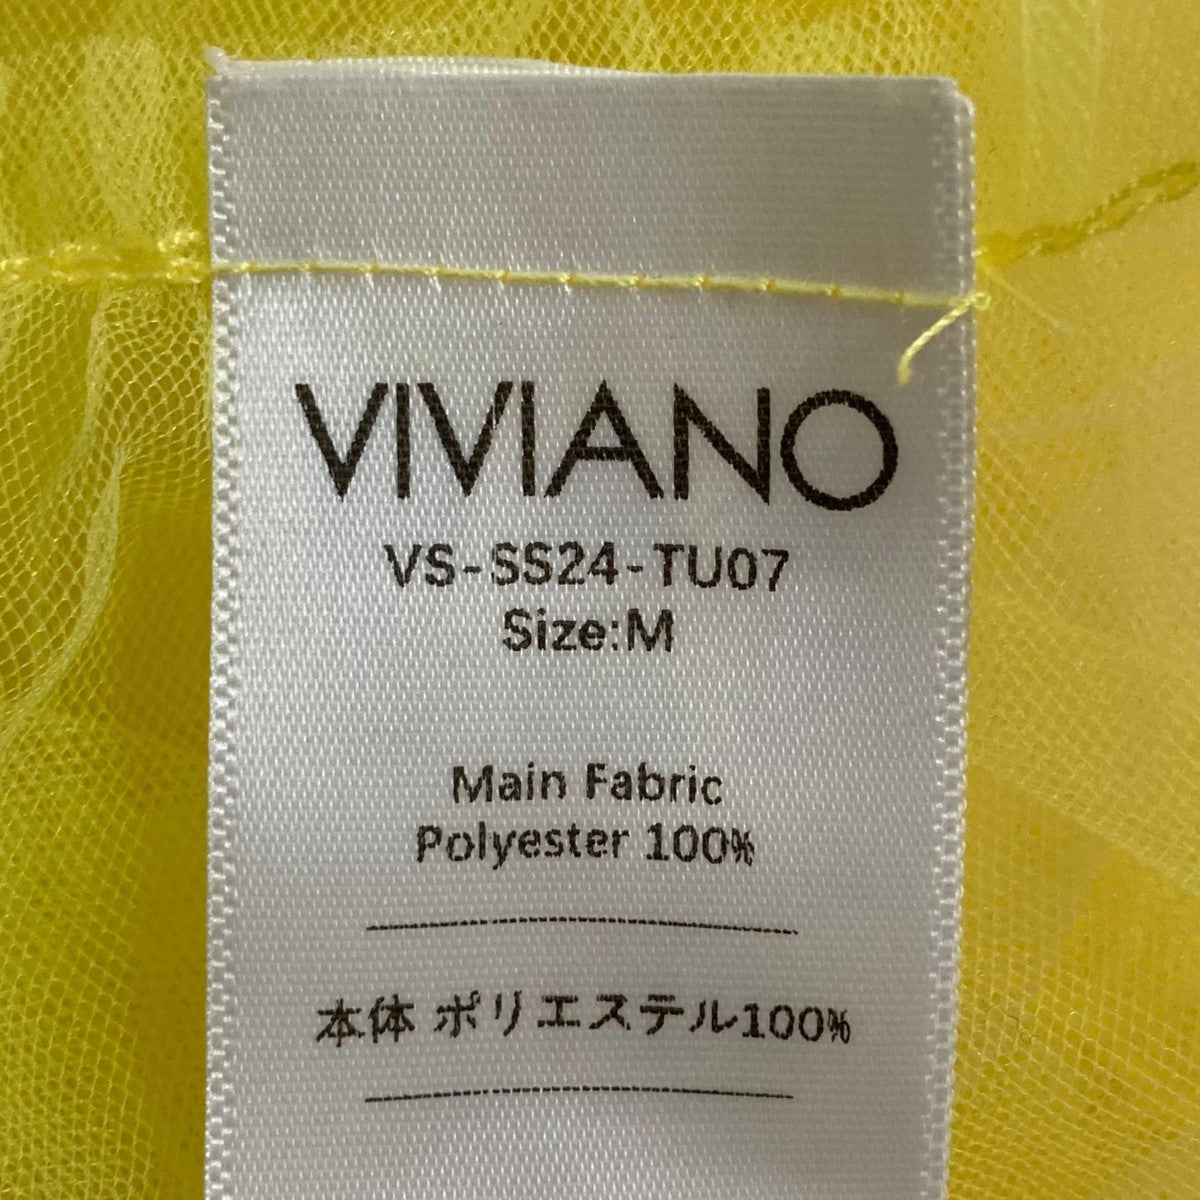 VIVIANO
VS-SS24-TU07
Size:M
Main Fabric
Polyester 100%
本体 ポリエステル100%